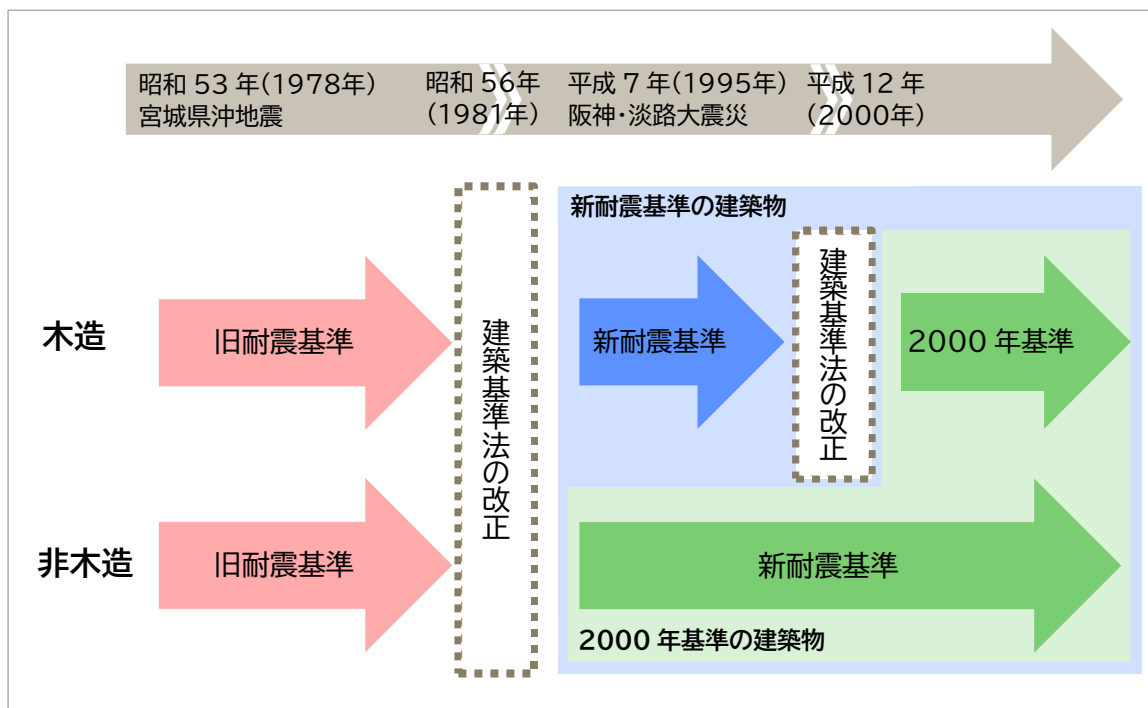 昭和 53 年(1978年)
宮城県沖地震
昭和 56年
(1981年)
平成 7 年(1995年)
阪神・淡路大震災
平成 12 年
(2000年)
新耐震基準の建築物
木造
旧耐震基準
建築基準法の改正
新耐震基準
建築基準法の改正
2000 年基準
非木造
旧耐震基準
新耐震基準
2000 年基準の建築物